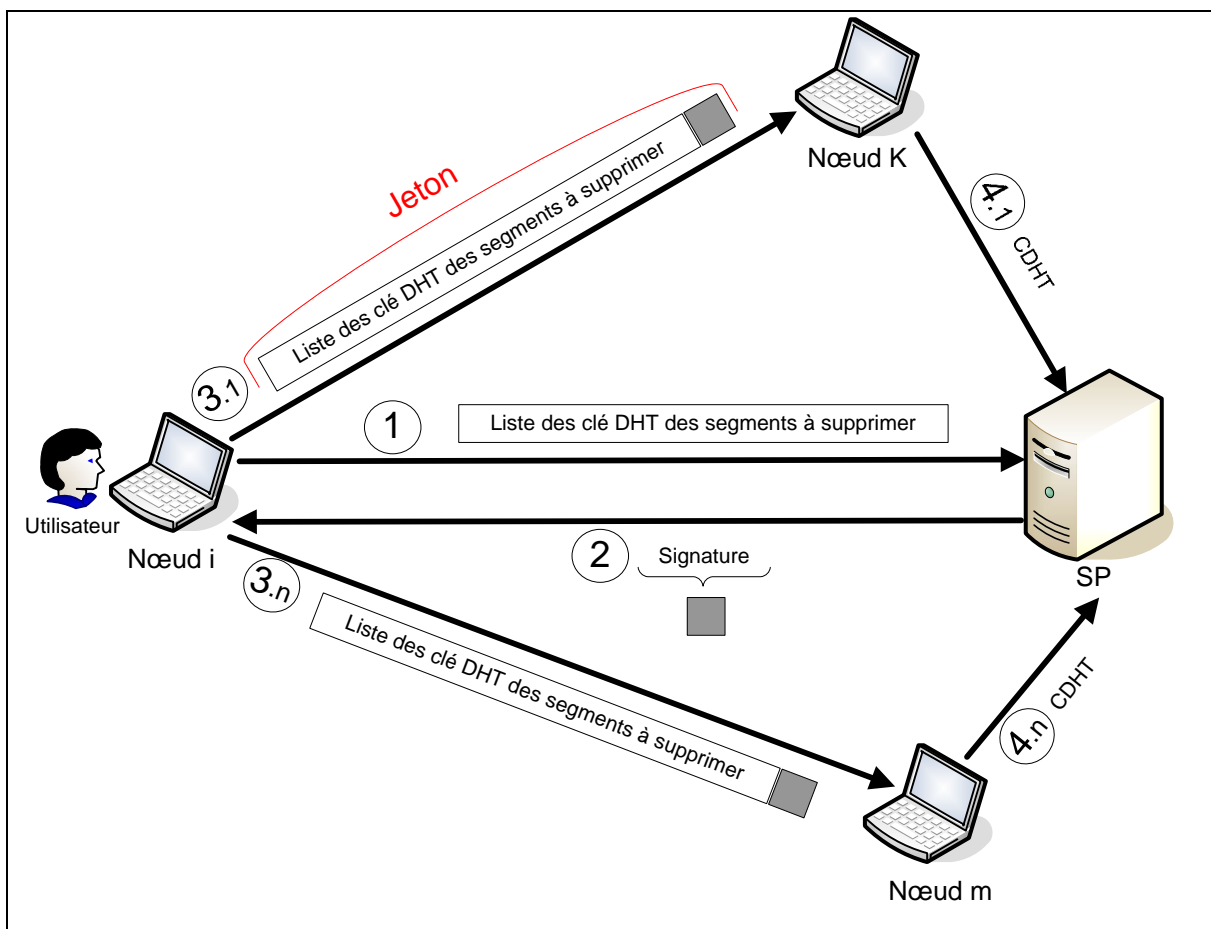 Nœud K
Jeton
Liste des clé DHT des segments à supprimer
4.1 CDHT
3.1
1
Liste des clé DHT des segments à supprimer
Utilisateur
Nœud i
2
Signature
SP
3.n
Liste des clé DHT des segments à supprimer
4.n CDHT
Nœud m